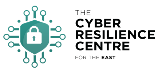 THE
CYBER
RESILIENCE
CENTRE
FOR THE EAST